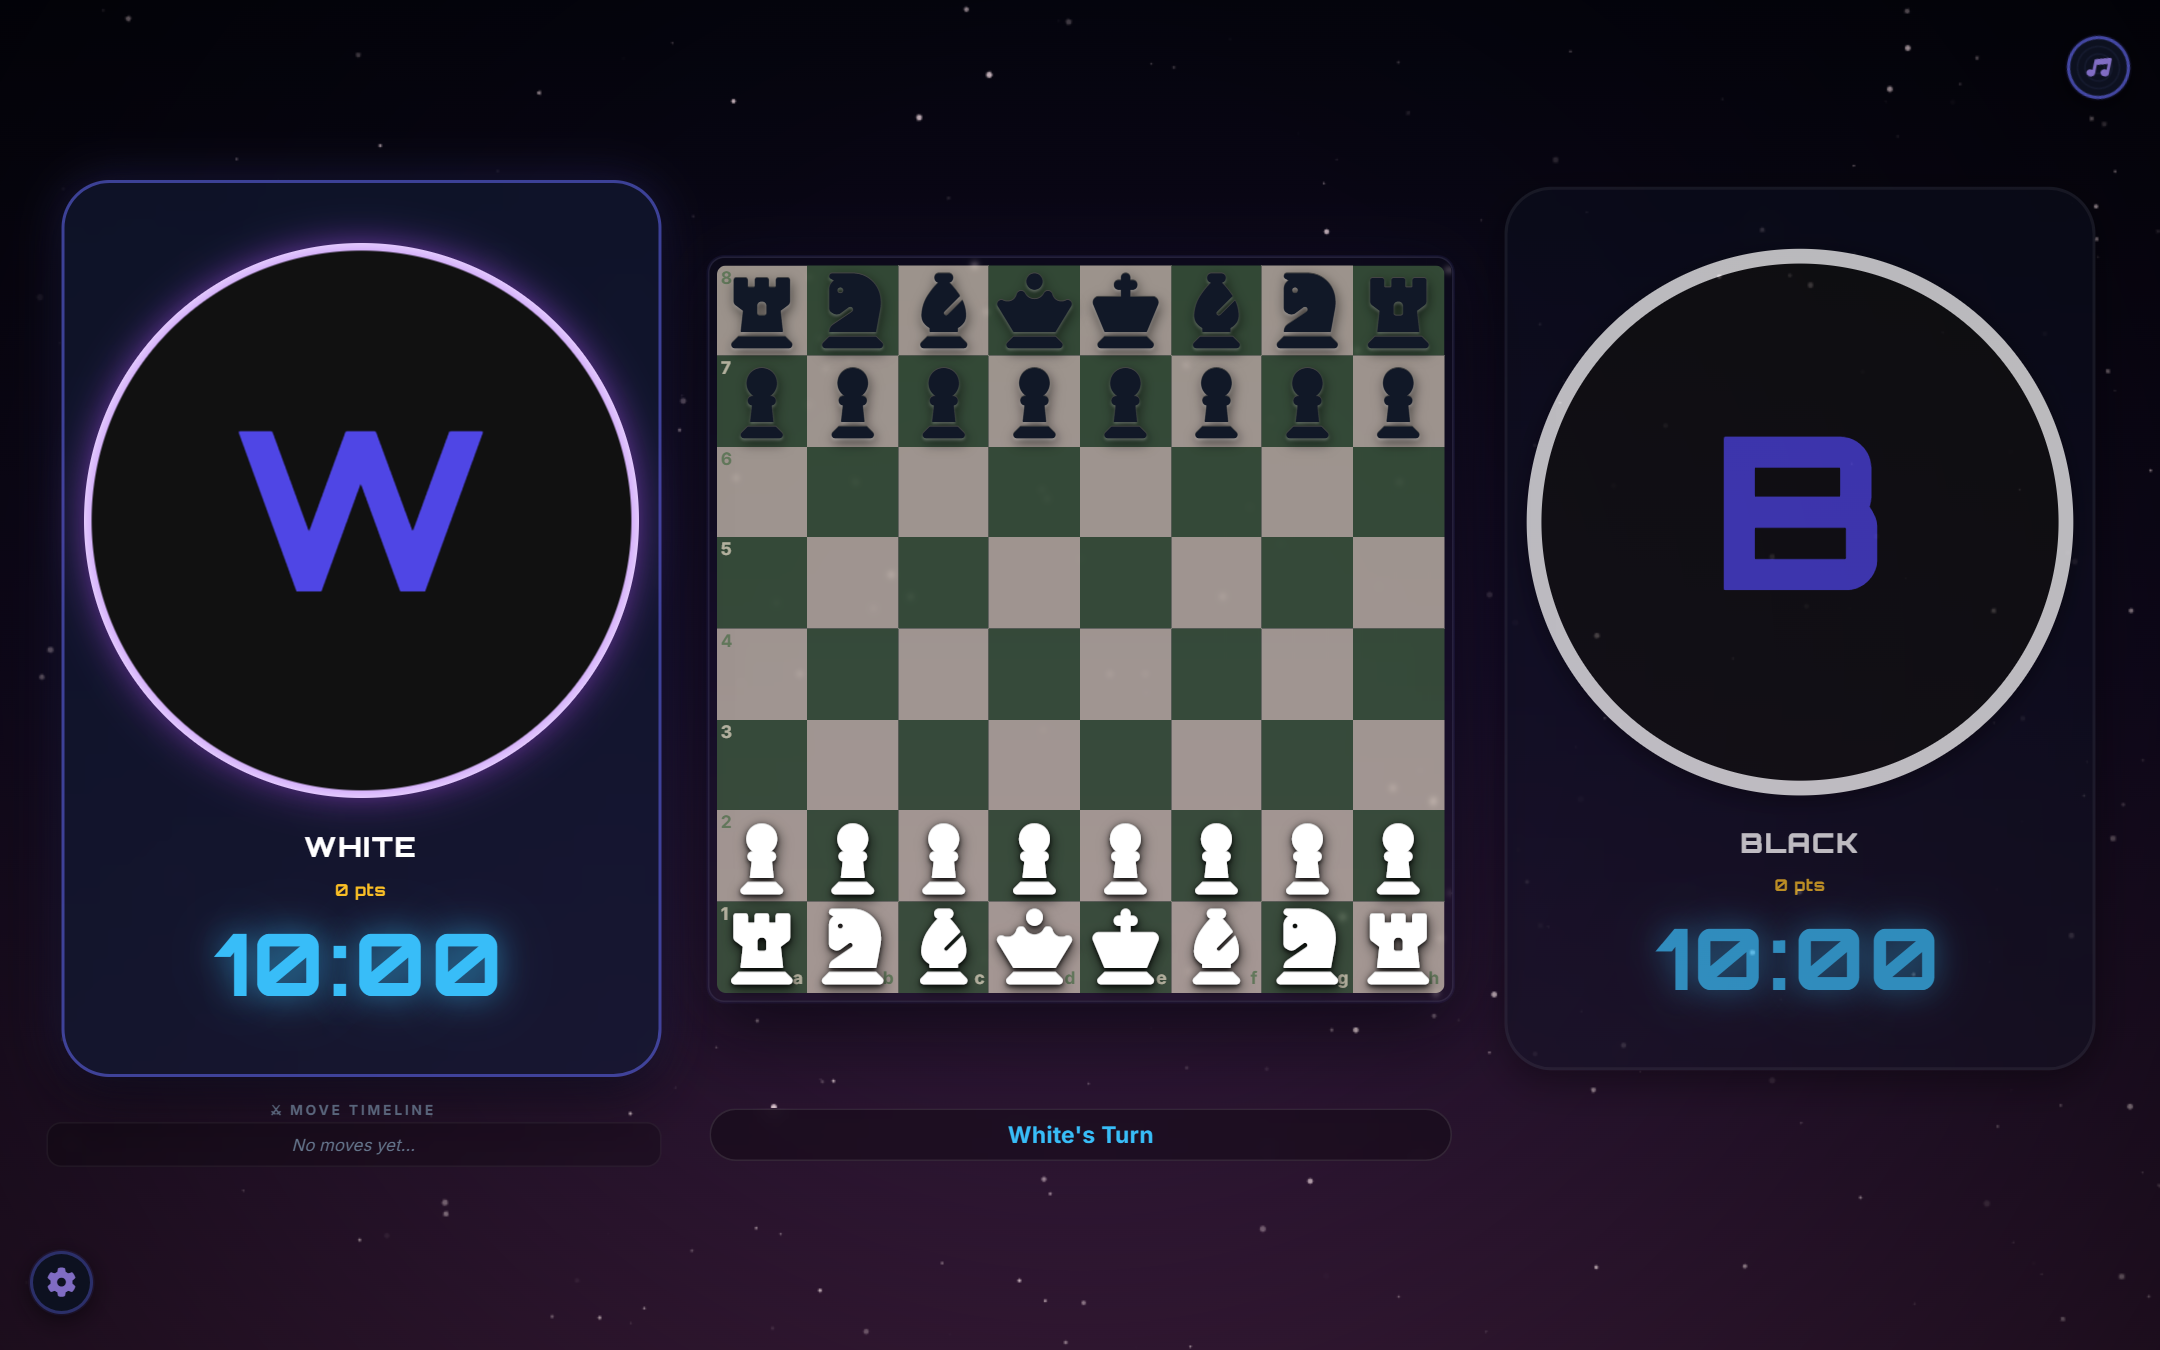 W
WHITE
0 pts
10:00
⚔ MOVE TIMELINE
No moves yet...
8
7
6
5
4
3
2
1
a b c d e f g h
White's Turn
B
BLACK
0 pts
10:00